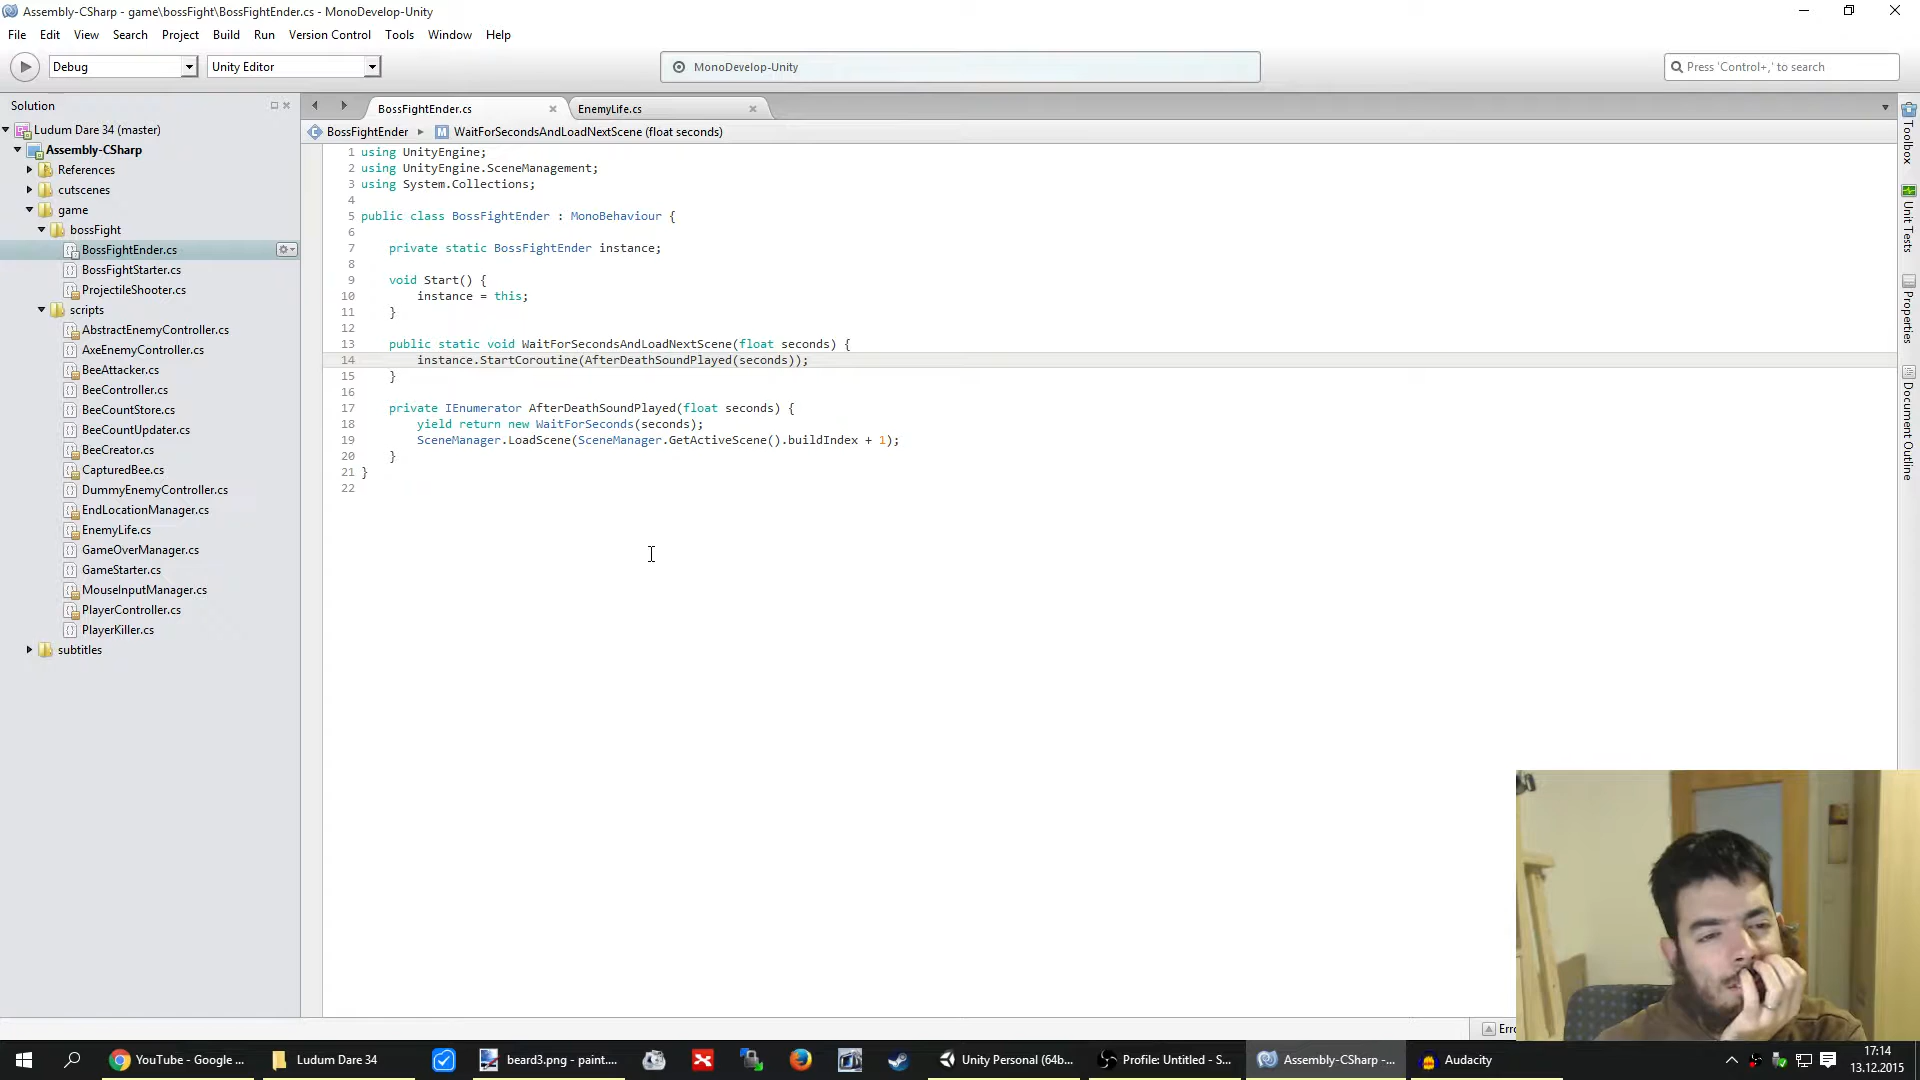 Assembly-CSharp - game\bossFight\BossFightEnder.cs - MonoDevelop-Unity
File Edit View Search Project Build Run Version Control Tools Window Help
Debug Unity Editor MonoDevelop-Unity Press 'Control+,' to search
Solution
Ludum Dare 34 (master)
Assembly-CSharp
References
cutscenes
game
bossFight
BossFightEnder.cs
BossFightStarter.cs
ProjectileShooter.cs
scripts
AbstractEnemyController.cs
AxeEnemyController.cs
BeeAttacker.cs
BeeController.cs
BeeCountStore.cs
BeeCountUpdater.cs
BeeCreator.cs
CapturedBee.cs
DummyEnemyController.cs
EndLocationManager.cs
EnemyLife.cs
GameOverManager.cs
GameStarter.cs
MouseInputManager.cs
PlayerController.cs
PlayerKiller.cs
subtitles
BossFightEnder.cs EnemyLife.cs
BossFightEnder WaitForSecondsAndLoadNextScene (float seconds)
1 using UnityEngine;
2 using UnityEngine.SceneManagement;
3 using System.Collections;
4
5 public class BossFightEnder : MonoBehaviour {
6
7 private static BossFightEnder instance;
8
9 void Start() {
10 instance = this;
11 }
12
13 public static void WaitForSecondsAndLoadNextScene(float seconds) {
14 instance.StartCoroutine(AfterDeathSoundPlayed(seconds));
15 }
16
17 private IEnumerator AfterDeathSoundPlayed(float seconds) {
18 yield return new WaitForSeconds(seconds);
19 SceneManager.LoadScene(SceneManager.GetActiveScene().buildIndex + 1);
20 }
21 }
22
Toolbox
Unit Tests
Properties
Document Outline
Erro
YouTube - Google ... Ludum Dare 34 beard3.png - paint.... Unity Personal (64b... Profile: Untitled - S... Assembly-CSharp -... Audacity
17:14
13.12.2015